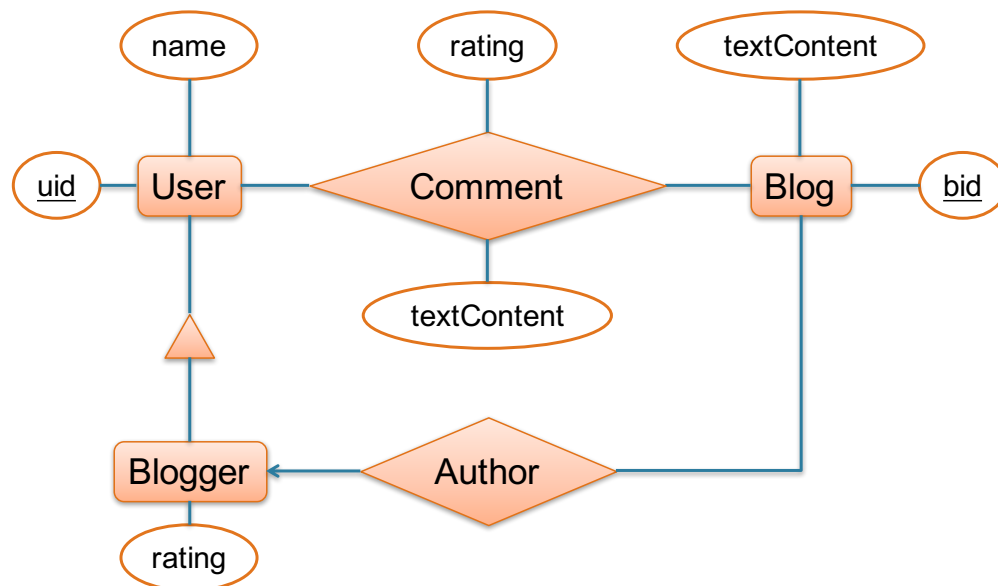 name
rating
textContent
uid
User
Comment
Blog
bid
textContent
Blogger
Author
rating